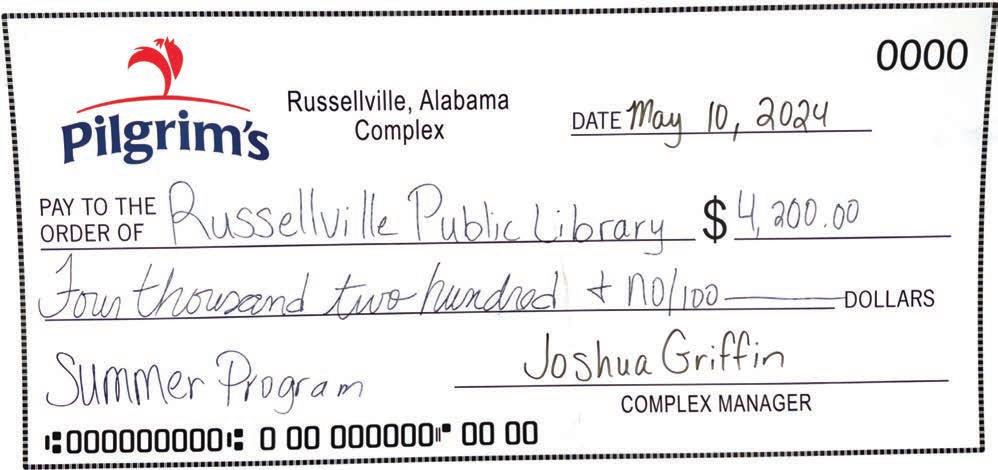 0000
Pilgrim's
Russellville, Alabama
Complex
DATE May 10, 2024
PAY TO THE
ORDER OF Russellville Public Library $ 4,200.00
Four thousand two hundred + no/100 DOLLARS
Summer Program
Joshua Griffin
COMPLEX MANAGER
⑆000000000⑆ 0 00 000000⑈ 00 00